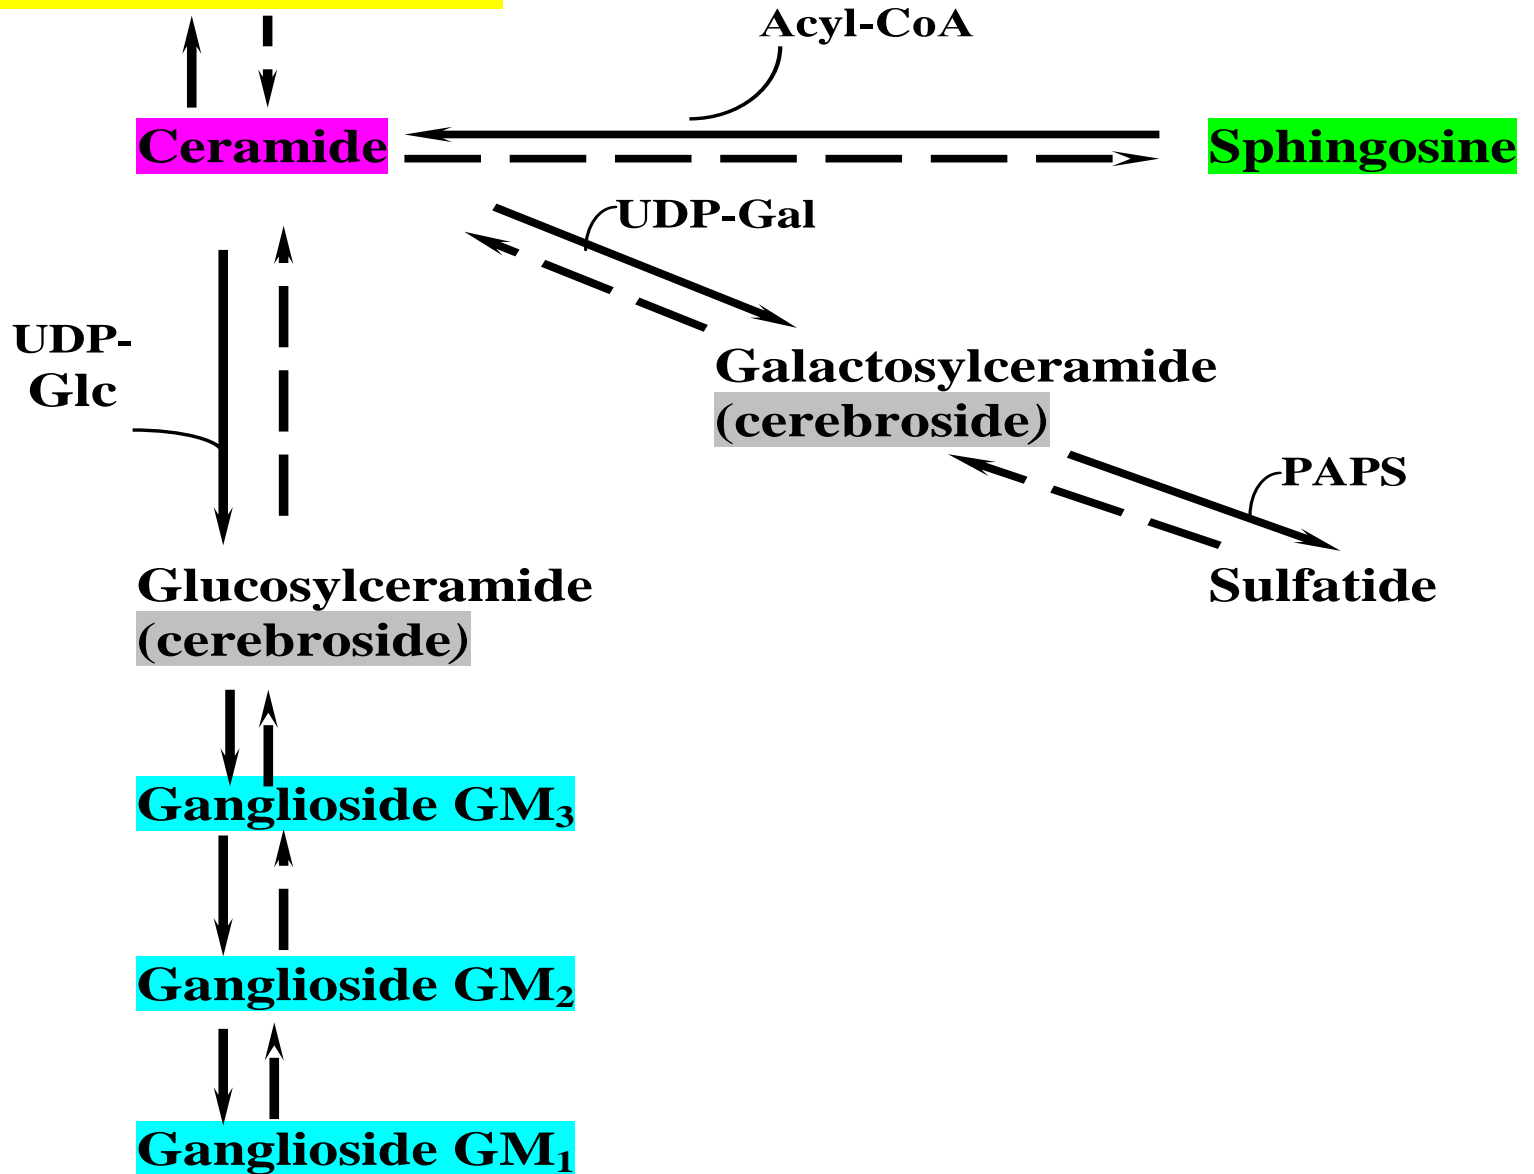 Acyl-CoA
Ceramide
Sphingosine
UDP-Gal
UDP-
Glc
Galactosylceramide
(cerebroside)
PAPS
Glucosylceramide
(cerebroside)
Sulfatide
Ganglioside GM₃
Ganglioside GM₂
Ganglioside GM₁